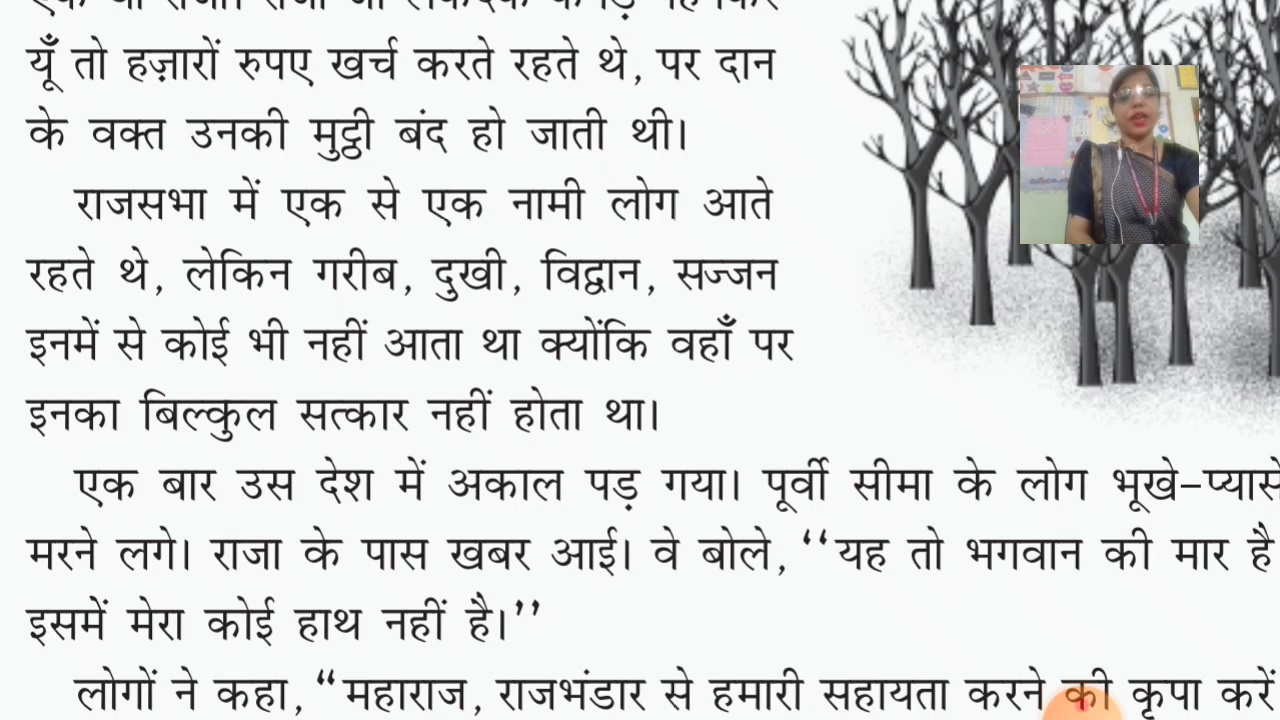 यूँ तो हज़ारों रुपए खर्च करते रहते थे, पर दान
के वक्त उनकी मुट्ठी बंद हो जाती थी।
राजसभा में एक से एक नामी लोग आते
रहते थे, लेकिन गरीब, दुखी, विद्वान, सज्जन
इनमें से कोई भी नहीं आता था क्योंकि वहाँ पर
इनका बिल्कुल सत्कार नहीं होता था।
एक बार उस देश में अकाल पड़ गया। पूर्वी सीमा के लोग भूखे-प्यासे
मरने लगे। राजा के पास खबर आई। वे बोले, “यह तो भगवान की मार है
इसमें मेरा कोई हाथ नहीं है।”
लोगों ने कहा, “महाराज, राजभंडार से हमारी सहायता करने की कृपा करें